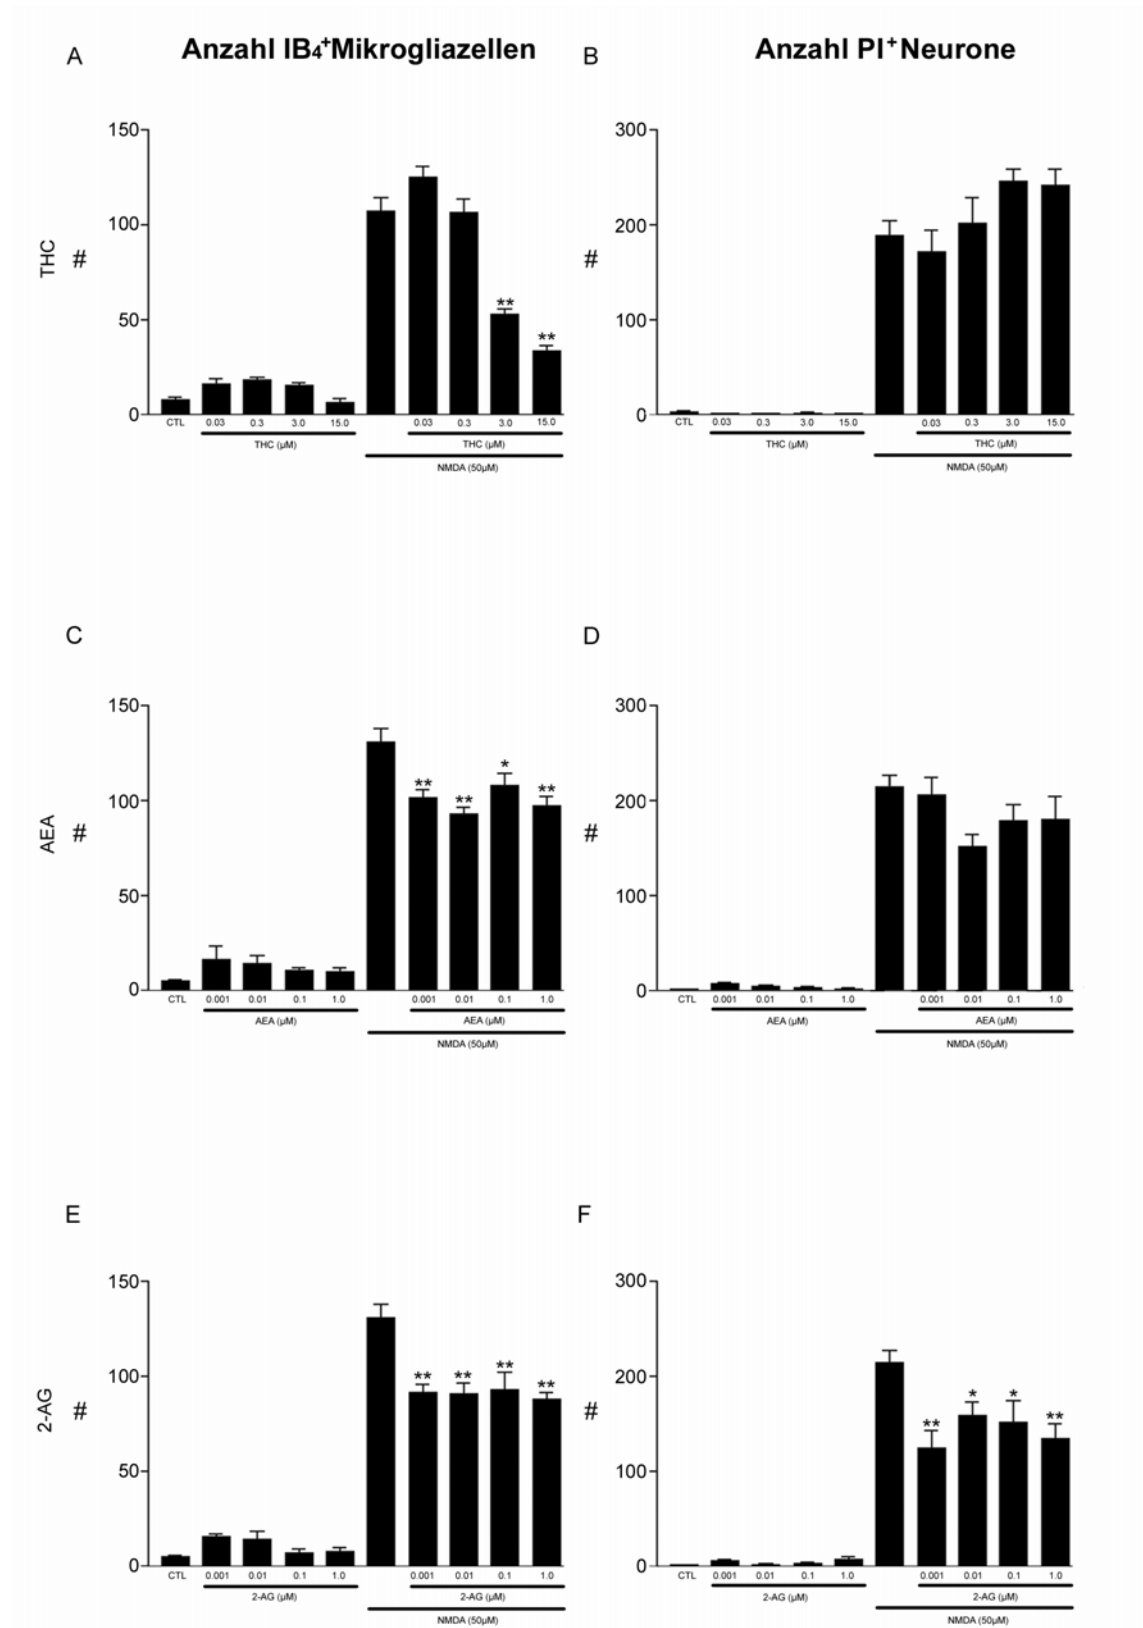 A
Anzahl IB₄⁺Mikrogliazellen
B
Anzahl PI⁺Neurone
THC
#
150
100
50
0
**
**
CTL 0.03 0.3 3.0 15.0 0.03 0.3 3.0 15.0
THC (µM) THC (µM)
NMDA (50µM)
#
300
200
100
0
CTL 0.03 0.3 3.0 15.0 0.03 0.3 3.0 15.0
THC (µM) THC (µM)
NMDA (50µM)
C
D
AEA
#
150
100
50
0
** ** * **
CTL 0.001 0.01 0.1 1.0 0.001 0.01 0.1 1.0
AEA (µM) AEA (µM)
NMDA (50µM)
#
300
200
100
0
CTL 0.001 0.01 0.1 1.0 0.001 0.01 0.1 1.0
AEA (µM) AEA (µM)
NMDA (50µM)
E
F
2-AG
#
150
100
50
0
** ** ** **
CTL 0.001 0.01 0.1 1.0 0.001 0.01 0.1 1.0
2-AG (µM) 2-AG (µM)
NMDA (50µM)
#
300
200
100
0
** * * **
CTL 0.001 0.01 0.1 1.0 0.001 0.01 0.1 1.0
2-AG (µM) 2-AG (µM)
NMDA (50µM)